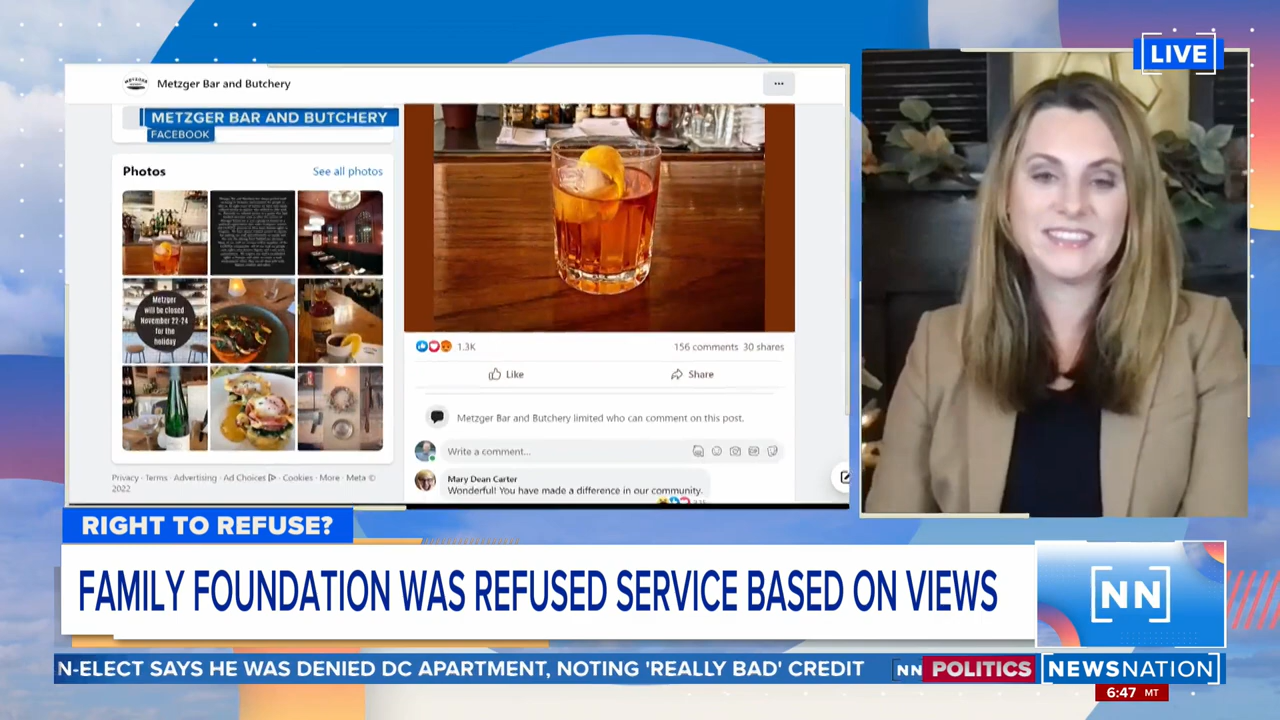 LIVE
Metzger Bar and Butchery
...
METZGER BAR AND BUTCHERY
FACEBOOK
Photos
See all photos
Metzger
will be closed
November 22-24
for the
holiday
1.3K
156 comments 30 shares
Like
Share
Metzger Bar and Butchery limited who can comment on this post.
Write a comment...
Mary Dean Carter
Wonderful! You have made a difference in our community.
Privacy · Terms · Advertising · Ad Choices · Cookies · More · Meta ©
2022
RIGHT TO REFUSE?
FAMILY FOUNDATION WAS REFUSED SERVICE BASED ON VIEWS
NN
N-ELECT SAYS HE WAS DENIED DC APARTMENT, NOTING 'REALLY BAD' CREDIT
NN POLITICS
NEWSNATION
6:47 MT